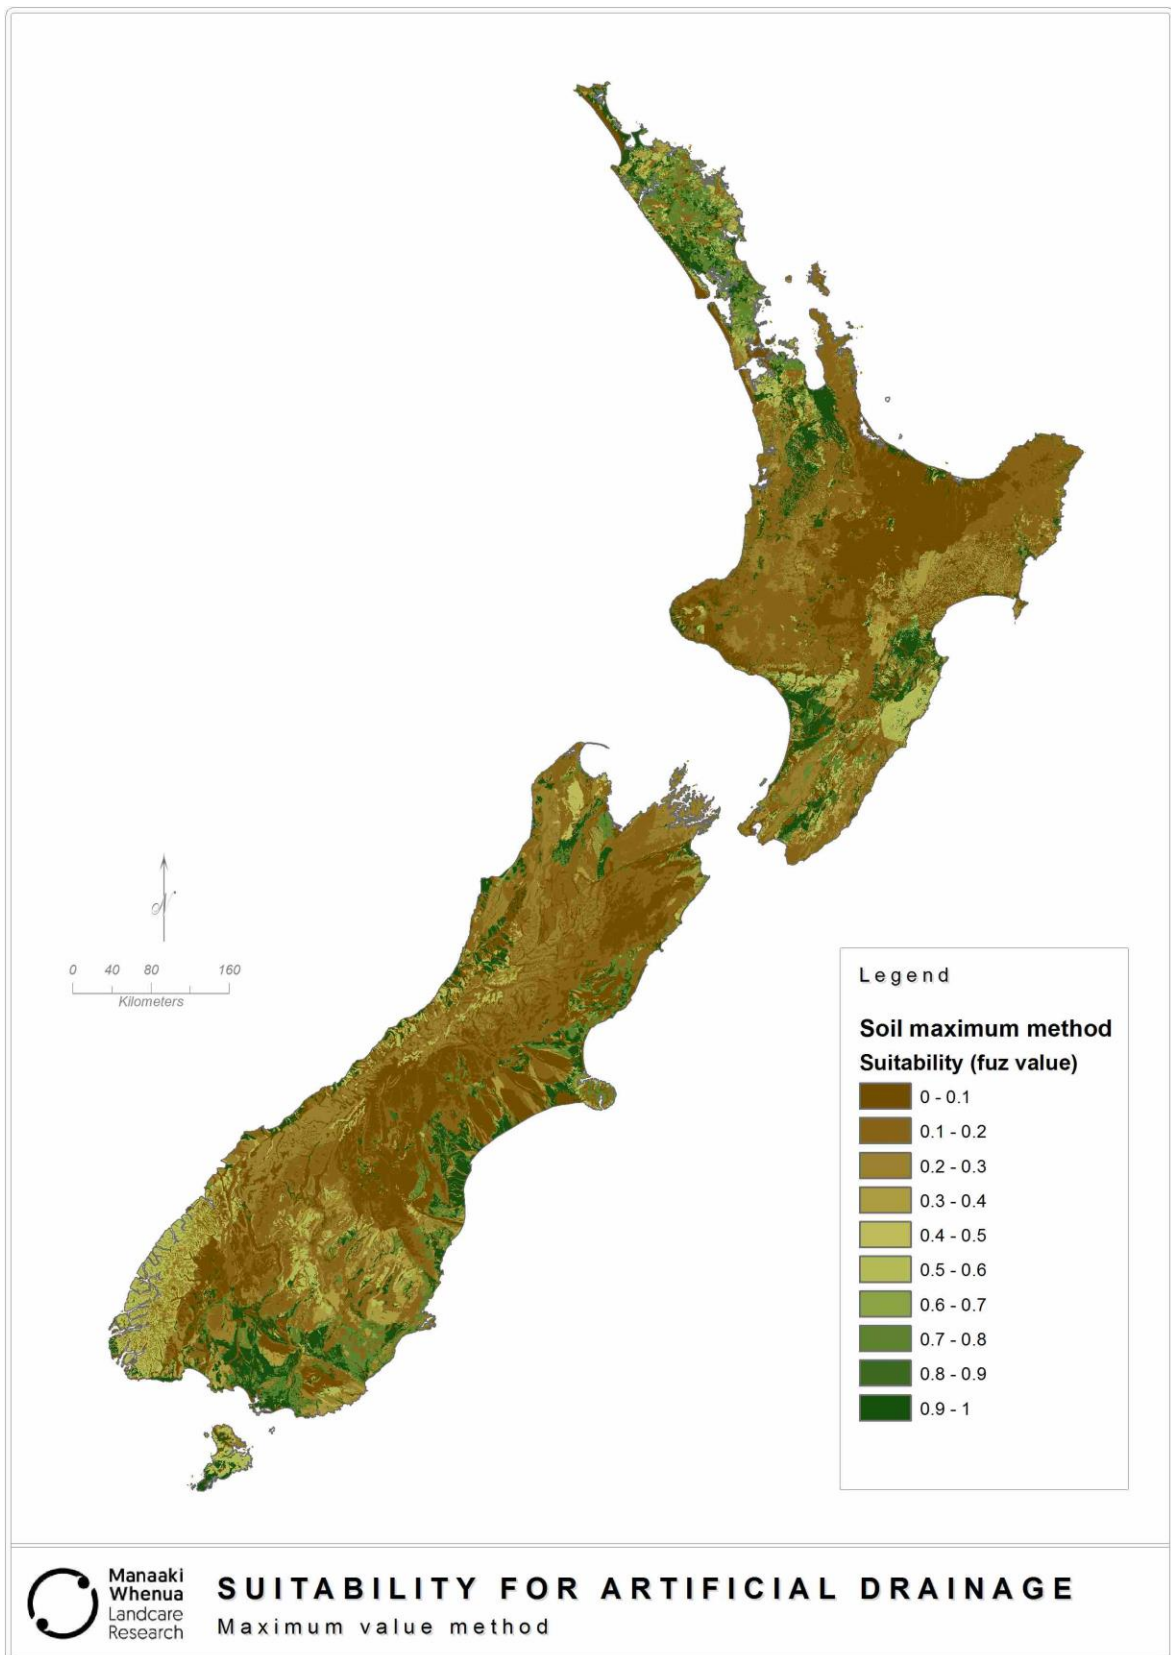 N
0 40 80 160
Kilometers
Legend
Soil maximum method
Suitability (fuz value)
0 - 0.1
0.1 - 0.2
0.2 - 0.3
0.3 - 0.4
0.4 - 0.5
0.5 - 0.6
0.6 - 0.7
0.7 - 0.8
0.8 - 0.9
0.9 - 1
Manaaki
Whenua
Landcare
Research
SUITABILITY FOR ARTIFICIAL DRAINAGE
Maximum value method